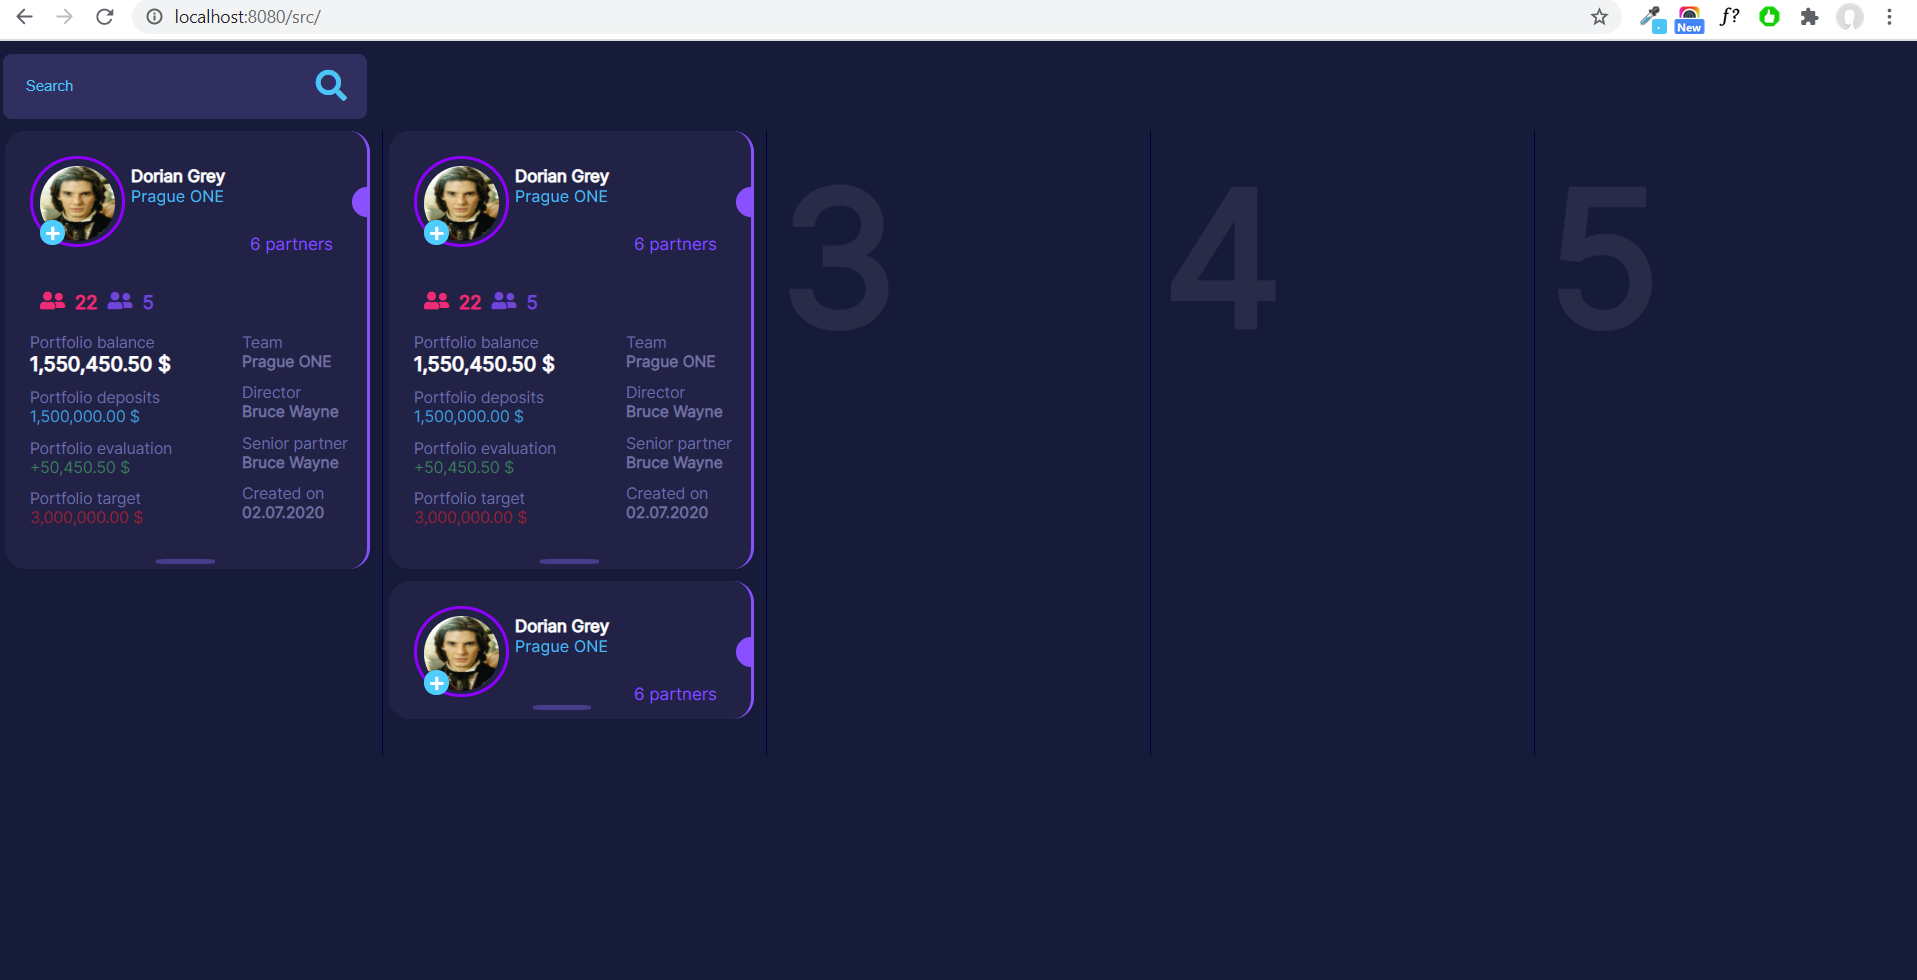 localhost:8080/src/
New
f?
Search
Dorian Grey
Prague ONE
6 partners
22 5
Portfolio balance
1,550,450.50 $
Portfolio deposits
1,500,000.00 $
Portfolio evaluation
+50,450.50 $
Portfolio target
3,000,000.00 $
Team
Prague ONE
Director
Bruce Wayne
Senior partner
Bruce Wayne
Created on
02.07.2020
Dorian Grey
Prague ONE
6 partners
22 5
Portfolio balance
1,550,450.50 $
Portfolio deposits
1,500,000.00 $
Portfolio evaluation
+50,450.50 $
Portfolio target
3,000,000.00 $
Team
Prague ONE
Director
Bruce Wayne
Senior partner
Bruce Wayne
Created on
02.07.2020
Dorian Grey
Prague ONE
6 partners
3
4
5